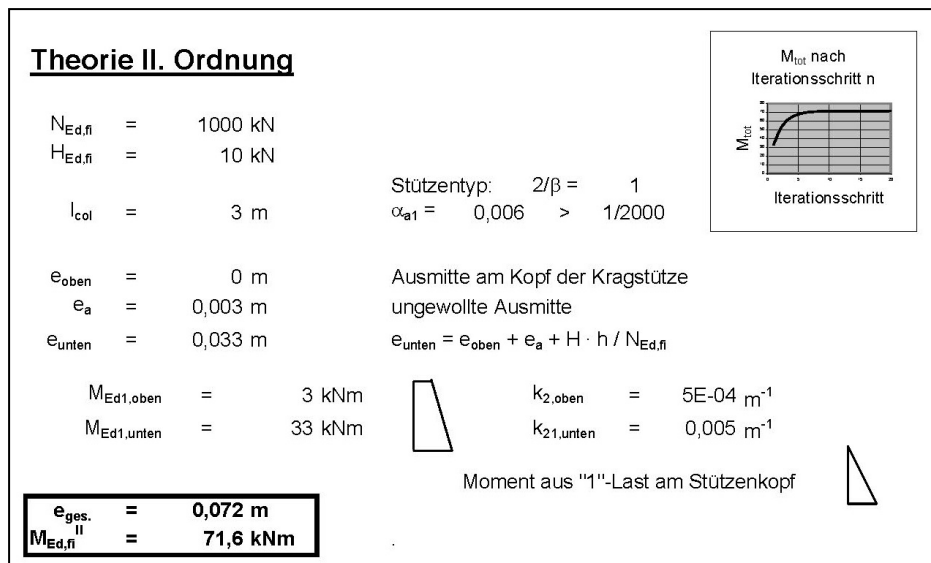 Theorie II. Ordnung
M_tot nach
Iterationsschritt n
M_tot
Iterationsschritt
N_Ed,fi = 1000 kN
H_Ed,fi = 10 kN
Stützentyp: 2/β = 1
l_col = 3 m α_a1 = 0,006 > 1/2000
e_oben = 0 m Ausmitte am Kopf der Kragstütze
e_a = 0,003 m ungewollte Ausmitte
e_unten = 0,033 m e_unten = e_oben + e_a + H · h / N_Ed,fi
M_Ed1,oben = 3 kNm k_2,oben = 5E-04 m⁻¹
M_Ed1,unten = 33 kNm k_21,unten = 0,005 m⁻¹
Moment aus "1"-Last am Stützenkopf
e_ges. = 0,072 m
M_Ed,fi^II = 71,6 kNm